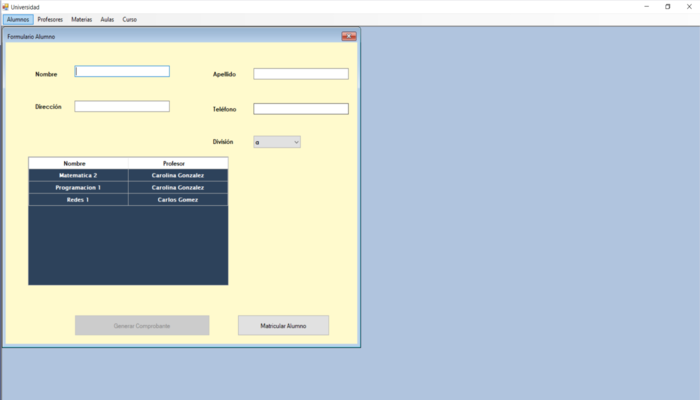 Universidad
Alumnos Profesores Materias Aulas Curso
Formulario Alumno
Nombre Apellido
Dirección Teléfono
División a
Nombre Profesor
Matematica 2 Carolina Gonzalez
Programacion 1 Carolina Gonzalez
Redes 1 Carlos Gomez
Generar Comprobante Matricular Alumno